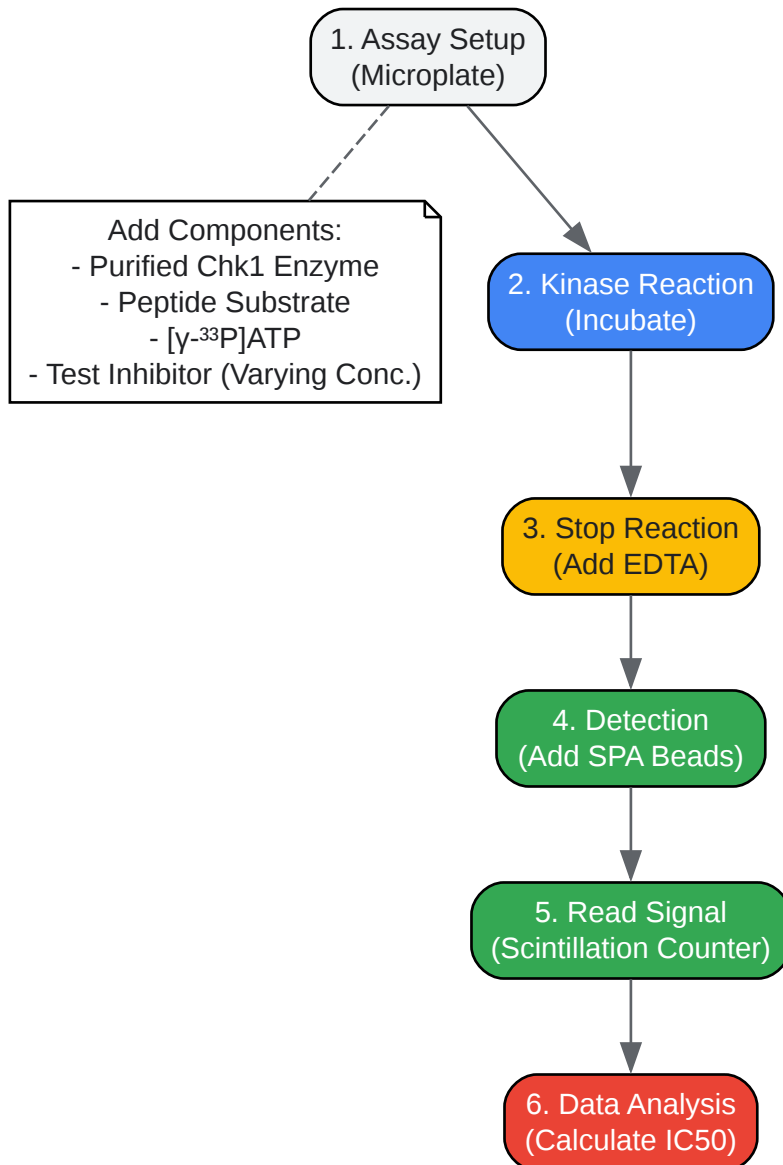 1. Assay Setup
(Microplate)
Add Components:
- Purified Chk1 Enzyme
- Peptide Substrate
- [γ-³³P]ATP
- Test Inhibitor (Varying Conc.)
2. Kinase Reaction
(Incubate)
3. Stop Reaction
(Add EDTA)
4. Detection
(Add SPA Beads)
5. Read Signal
(Scintillation Counter)
6. Data Analysis
(Calculate IC50)